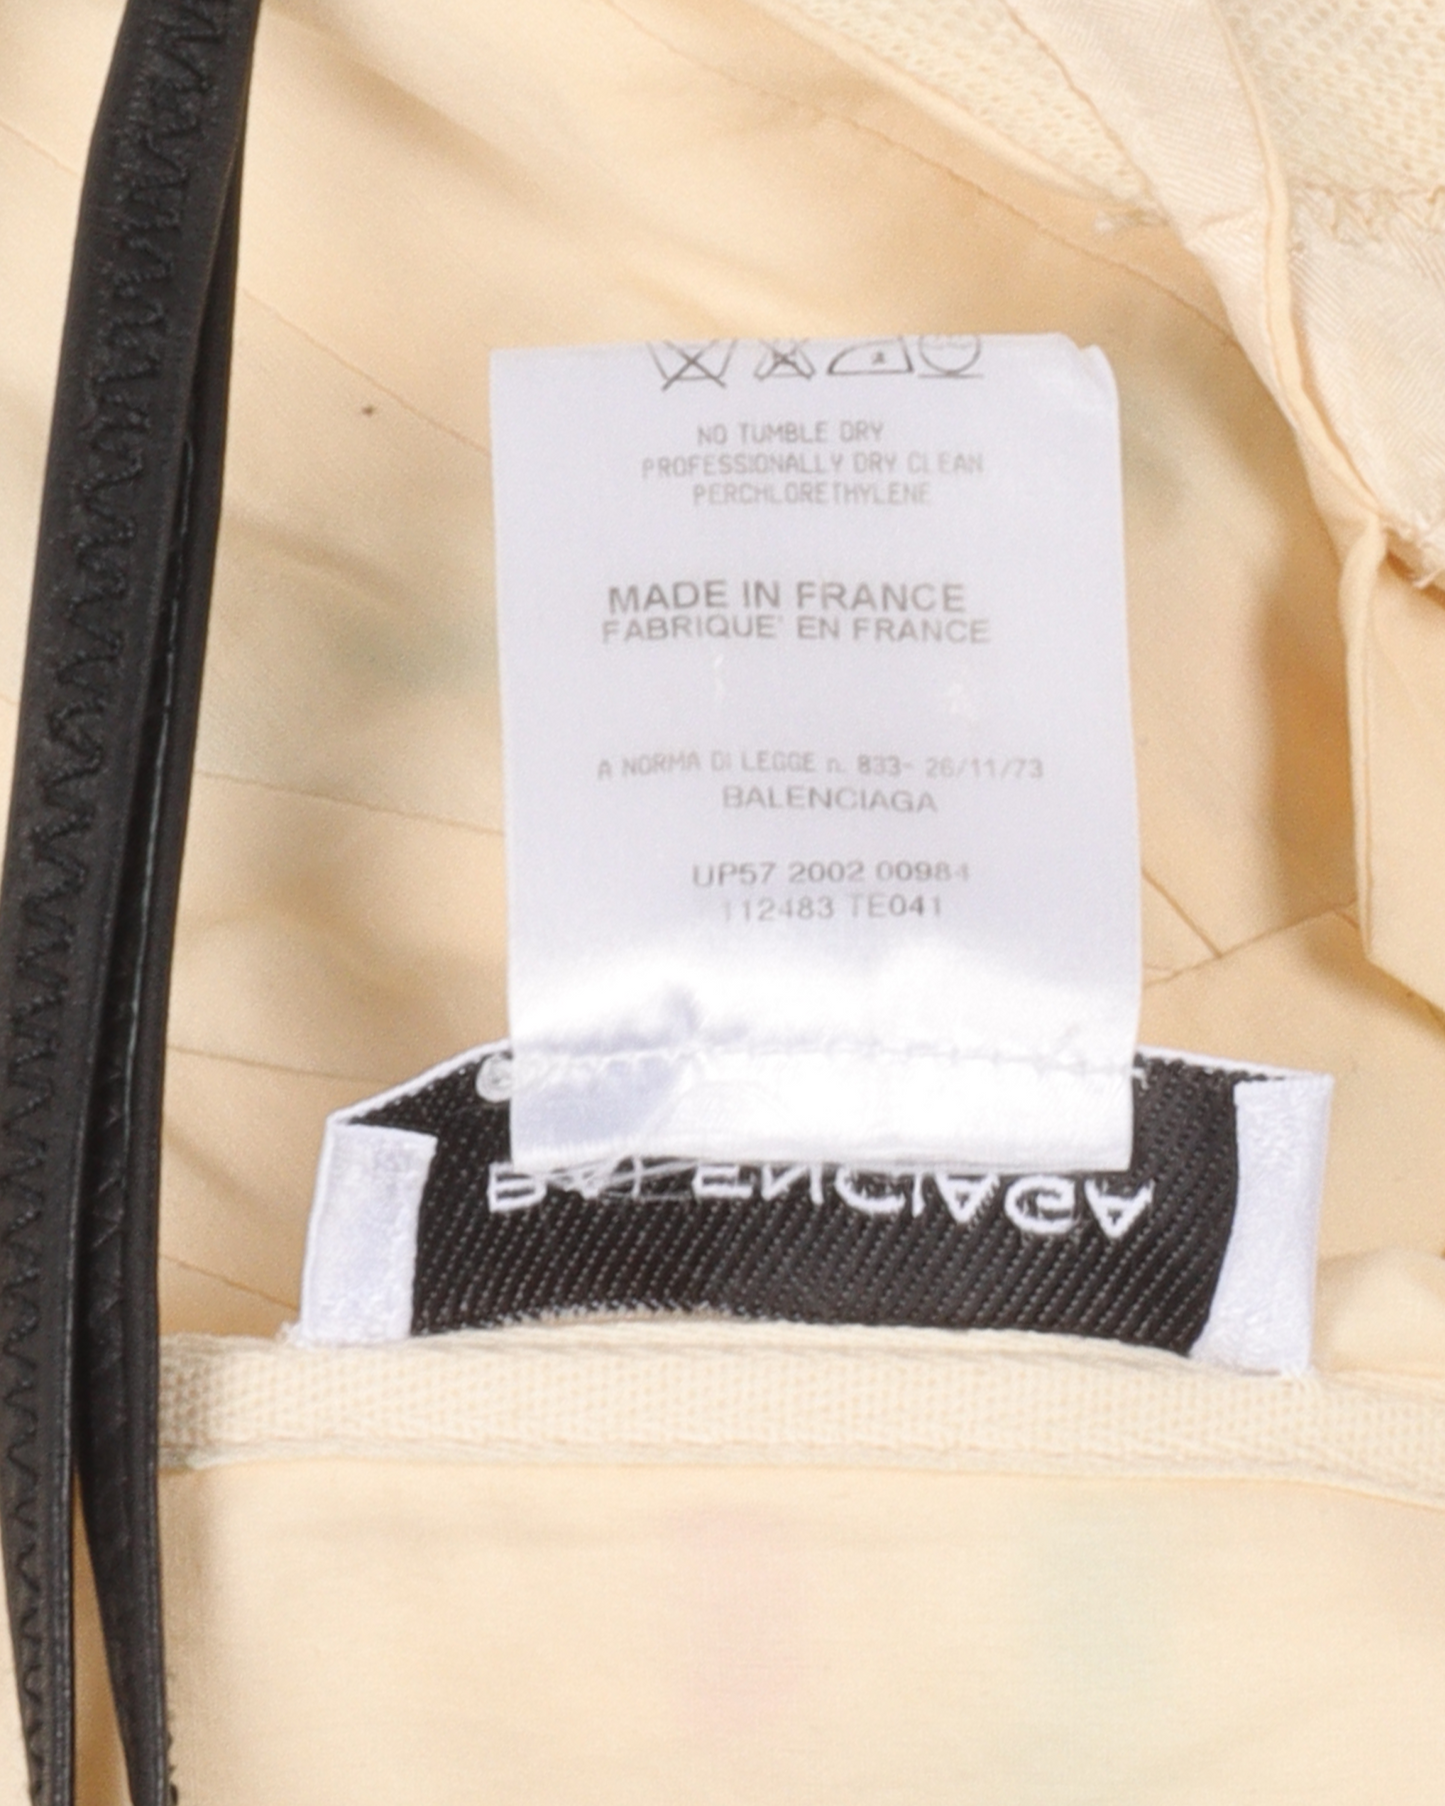 NO TUMBLE DRY
PROFESSIONALLY DRY CLEAN
PERCHLORETHYLENE
MADE IN FRANCE
FABRIQUE' EN FRANCE
A NORMA DI LEGGE n. 833- 26/11/73
BALENCIAGA
UP57 2002 00984
112483 TE041
BALENCIAGA